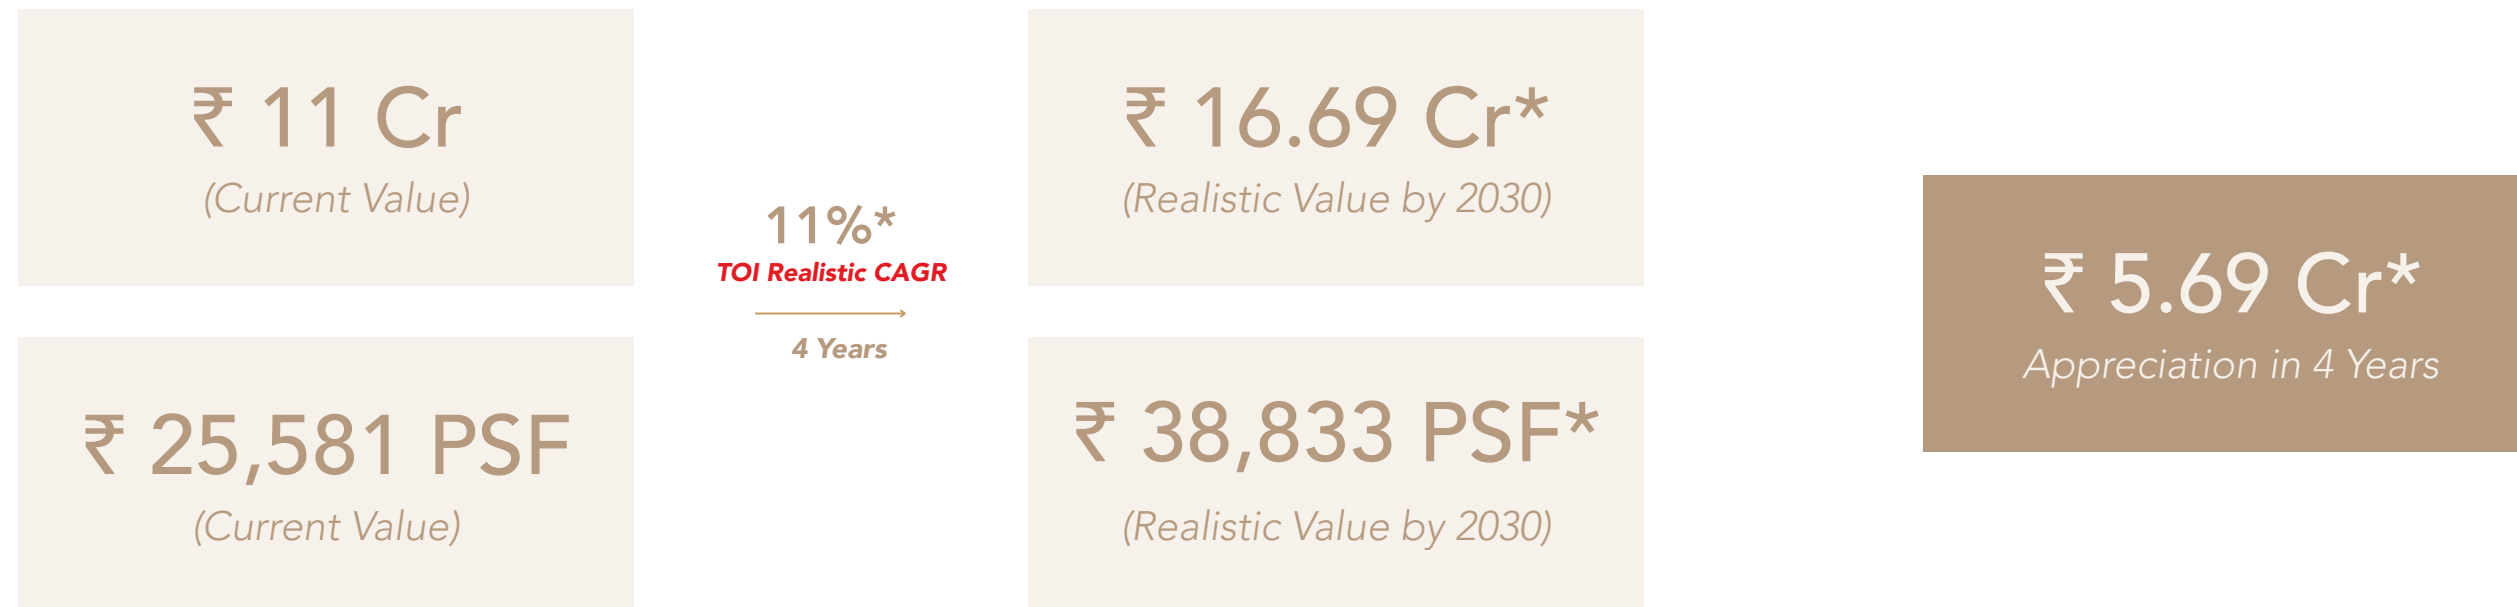 ₹ 11 Cr
(Current Value)
₹ 25,581 PSF
(Current Value)
11%*
TOI Realistic CAGR
4 Years
₹ 16.69 Cr*
(Realistic Value by 2030)
₹ 38,833 PSF*
(Realistic Value by 2030)
₹ 5.69 Cr*
Appreciation in 4 Years